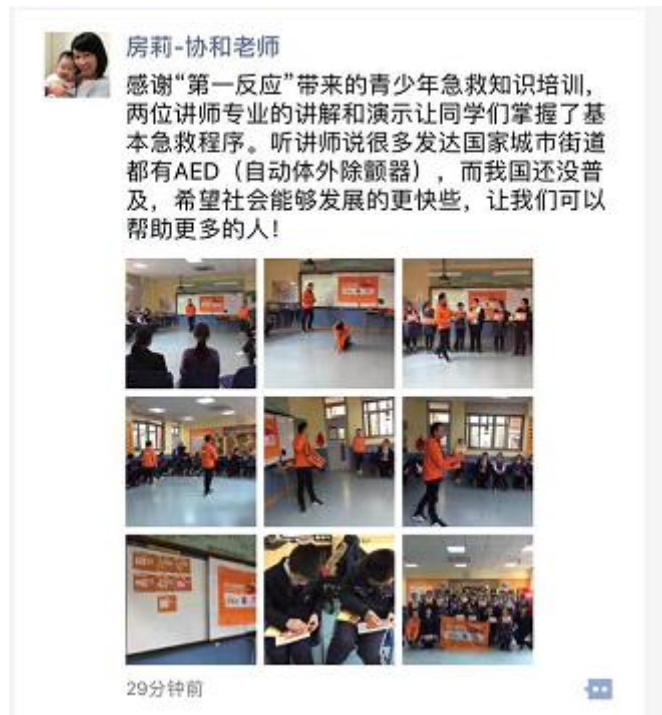 房莉-协和老师
感谢“第一反应”带来的青少年急救知识培训，
两位讲师专业的讲解和演示让同学们掌握了基
本急救程序。听讲师说很多发达国家城市街道
都有AED（自动体外除颤器），而我国还没普
及，希望社会能够发展的更快些，让我们可以
帮助更多的人！
29分钟前